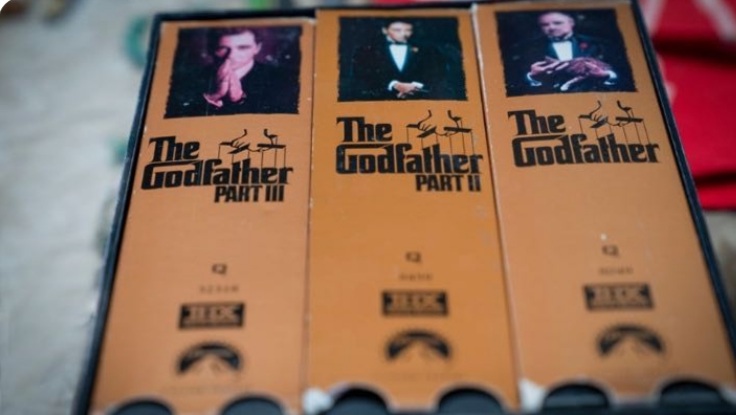 The
Godfather
PART III
THX
The
Godfather
PART II
THX
The
Godfather
THX